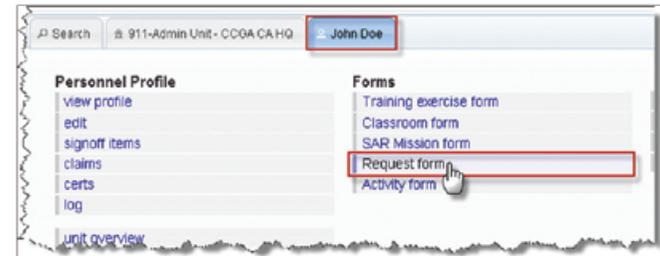 Search 911-Admin Unit - CCGA CA HQ John Doe
Personnel Profile
view profile
edit
signoff items
claims
certs
log
unit overview
Forms
Training exercise form
Classroom form
SAR Mission form
Request form
Activity form